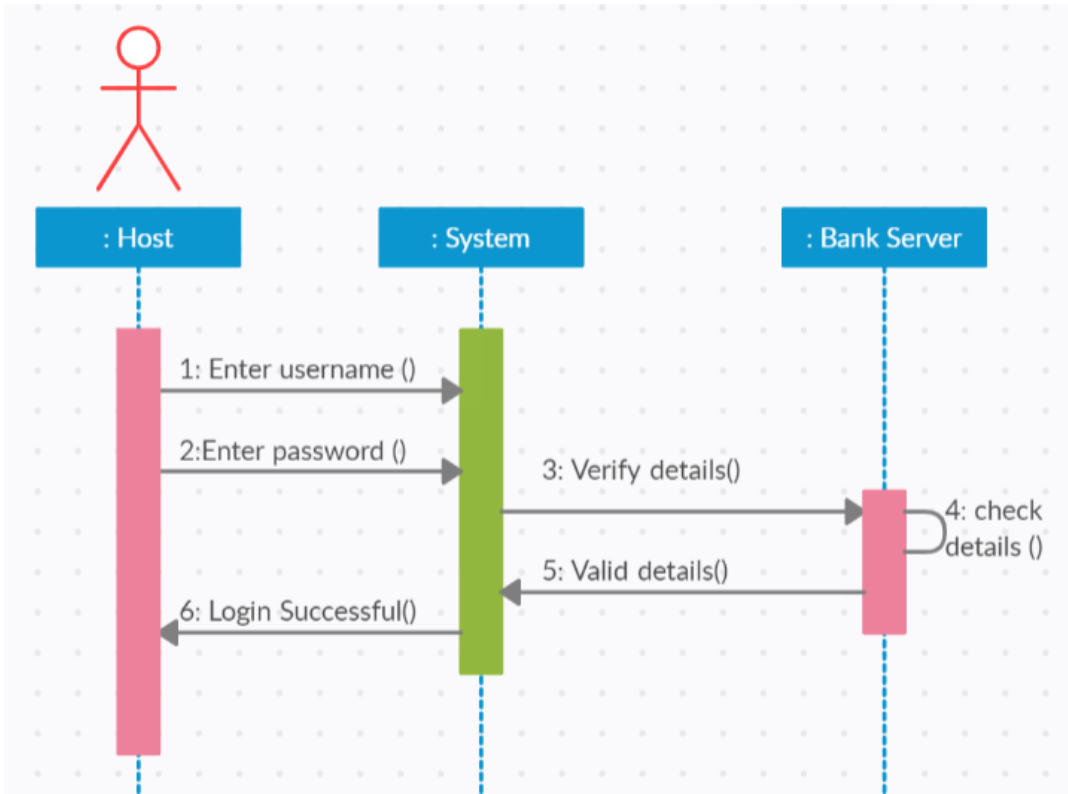 : Host
: System
: Bank Server
1: Enter username ()
2:Enter password ()
3: Verify details()
4: check
details ()
5: Valid details()
6: Login Successful()